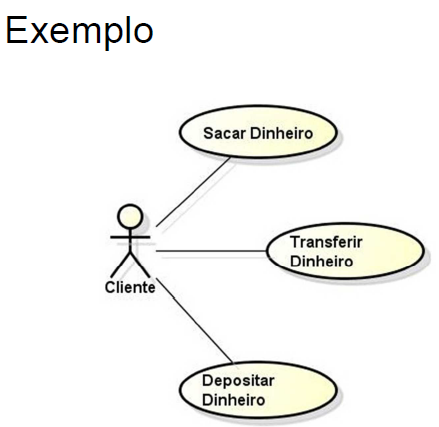 Exemplo
Sacar Dinheiro
Transferir
Dinheiro
Cliente
Depositar
Dinheiro